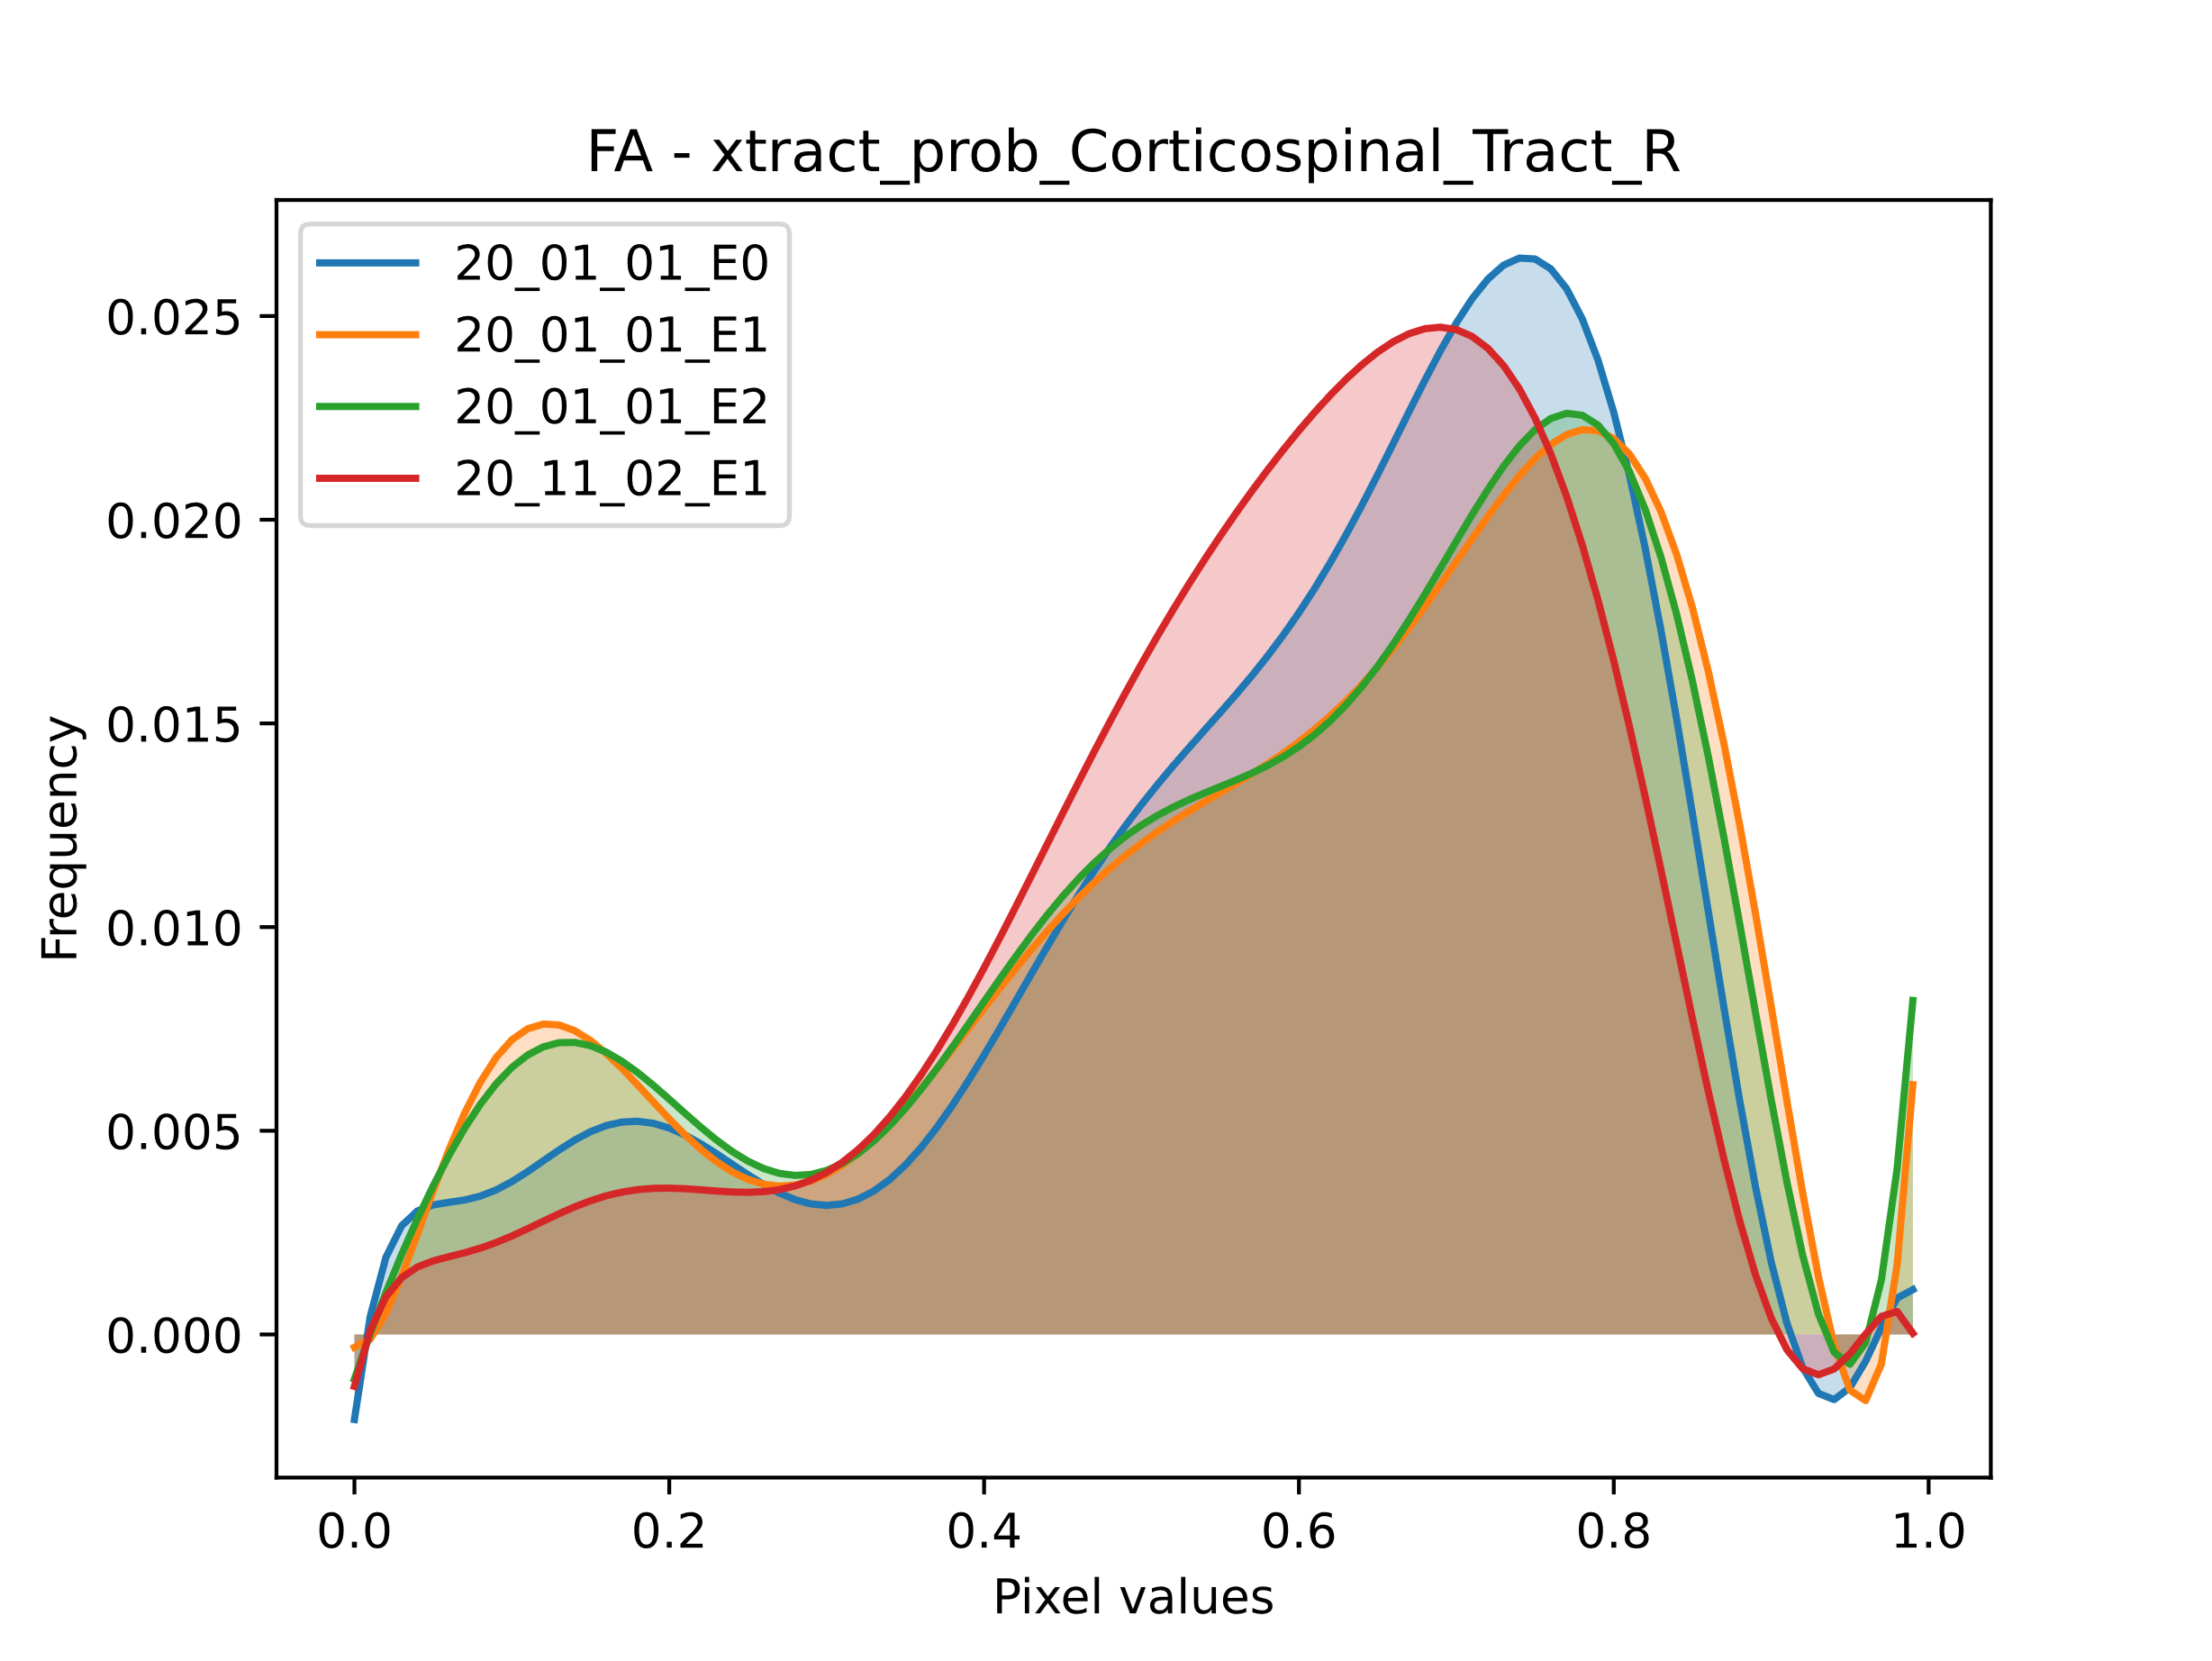 FA - xtract_prob_Corticospinal_Tract_R
20_01_01_E0
20_01_01_E1
20_01_01_E2
20_11_02_E1
Frequency
0.025
0.020
0.015
0.010
0.005
0.000
0.0 0.2 0.4 0.6 0.8 1.0
Pixel values